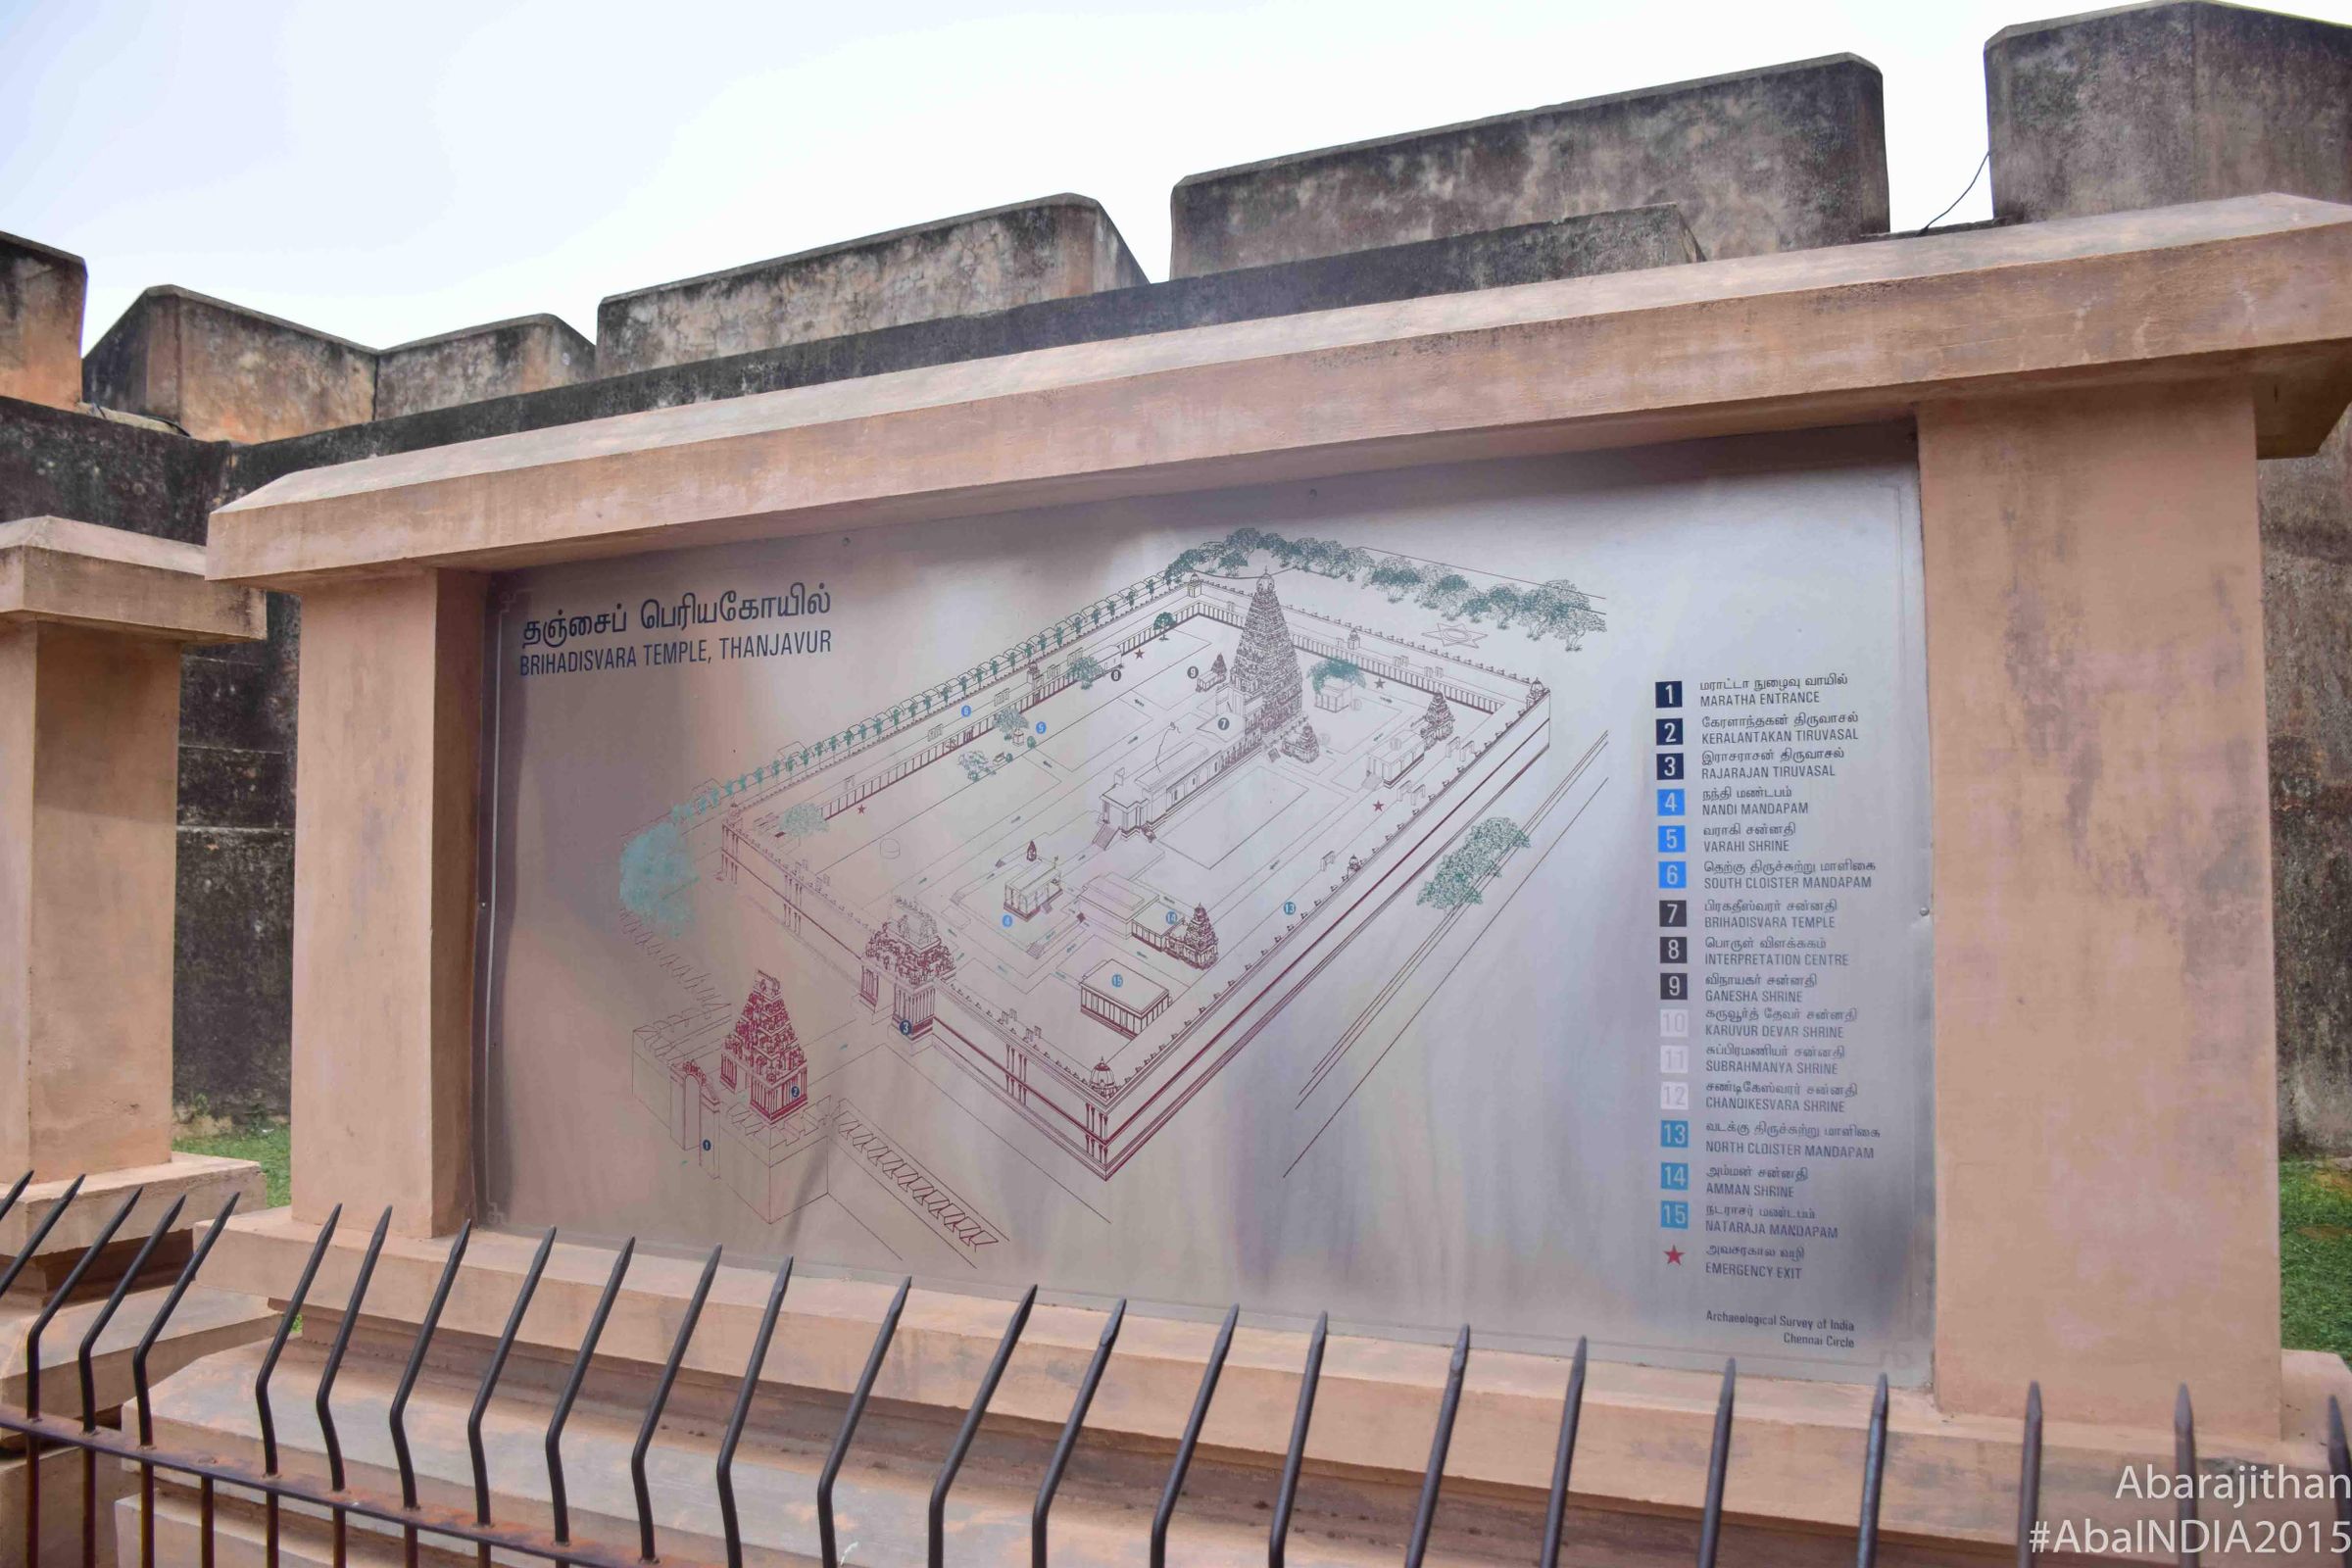 தஞ்சைப் பெரியகோயில்
BRIHADISVARA TEMPLE, THANJAVUR
1 மராட்டா நுழைவு வாயில்
MARATHA ENTRANCE
2 கேரளாந்தகன் திருவாசல்
KERALANTAKAN TIRUVASAL
3 இராசராசன் திருவாசல்
RAJARAJAN TIRUVASAL
4 நந்தி மண்டபம்
NANDI MANDAPAM
5 வராகி சன்னதி
VARAHI SHRINE
6 தெற்கு திருச்சுற்று மாளிகை
SOUTH CLOISTER MANDAPAM
7 பிரகதீஸ்வரர் சன்னதி
BRIHADISVARA TEMPLE
8 பொருள் விளக்ககம்
INTERPRETATION CENTRE
9 விநாயகர் சன்னதி
GANESHA SHRINE
10 கருவூர்த் தேவர் சன்னதி
KARUVUR DEVAR SHRINE
11 சுப்பிரமணியர் சன்னதி
SUBRAHMANYA SHRINE
12 சண்டிகேஸ்வரர் சன்னதி
CHANDIKESVARA SHRINE
13 வடக்கு திருச்சுற்று மாளிகை
NORTH CLOISTER MANDAPAM
14 அம்மன் சன்னதி
AMMAN SHRINE
15 நடராசர் மண்டபம்
NATARAJA MANDAPAM
அவசரகால வழி
EMERGENCY EXIT
Archaeological Survey of India
Chennai Circle
Abarajithan
#AbaINDIA2015